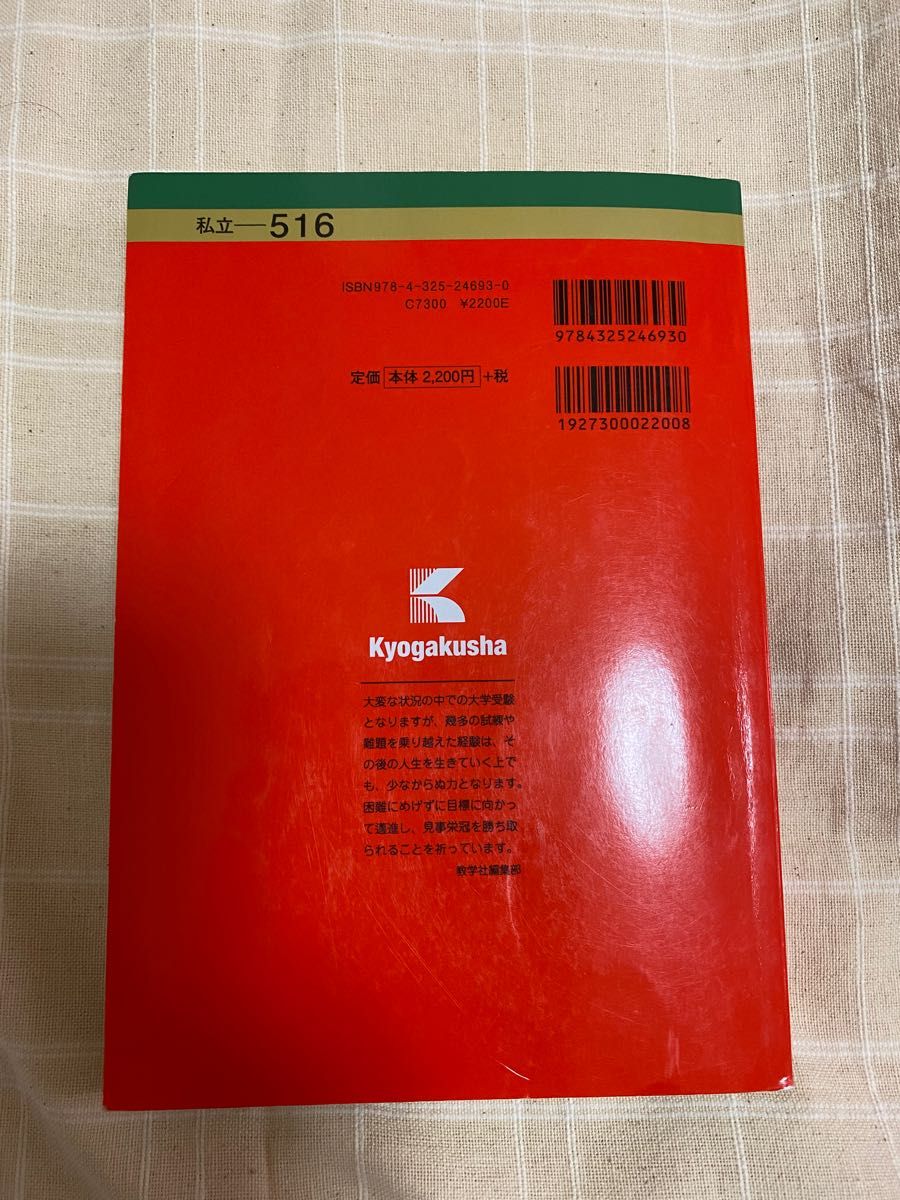 私立—516
ISBN978-4-325-24693-0
C7300 ¥2200E
9784325246930
定価 本体 2,200円 +税
1927300022008
Kyogakusha
大変な状況の中での大学受験
となりますが、幾多の試練や
難題を乗り越えた経験は、そ
の後の人生を生きていく上で
も、少なからぬ力となります。
困難にめげずに目標に向かっ
て邁進し、見事栄冠を勝ち取
られることを祈っています。
教学社編集部